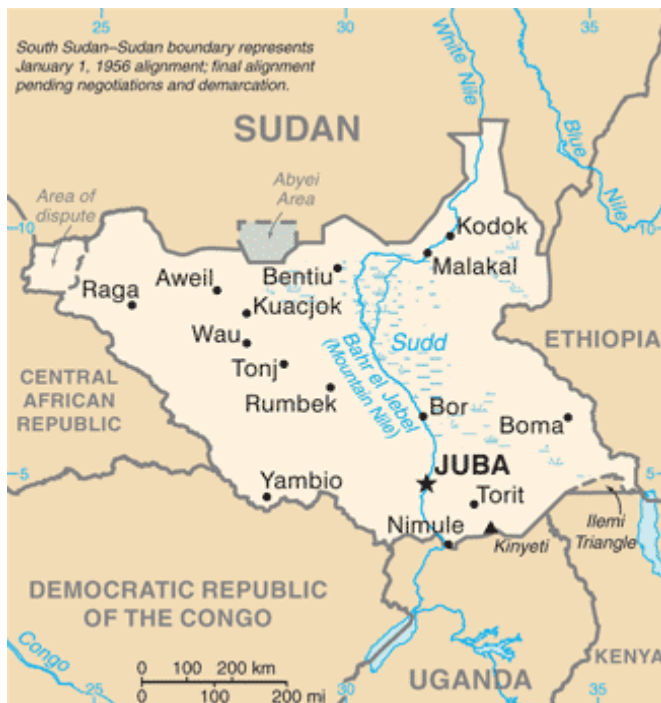 25
30
35
South Sudan–Sudan boundary represents
January 1, 1956 alignment; final alignment
pending negotiations and demarcation.
White Nile
SUDAN
Blue
Nile
Area of
dispute
Abyei
Area
10
10
Kodok
Malakal
Bentiu
Aweil
Raga
Kuacjok
Wau
Tonj
Rumbek
Sudd
Bahr el Jebel
(Mountain Nile)
ETHIOPIA
CENTRAL
AFRICAN
REPUBLIC
Bor
Boma
5
5
JUBA
Yambio
Torit
Nimule
Kinyeti
Ilemi
Triangle
DEMOCRATIC REPUBLIC
OF THE CONGO
Congo
UGANDA
KENYA
0 100 200 km
0 100 200 mi
25
30
35